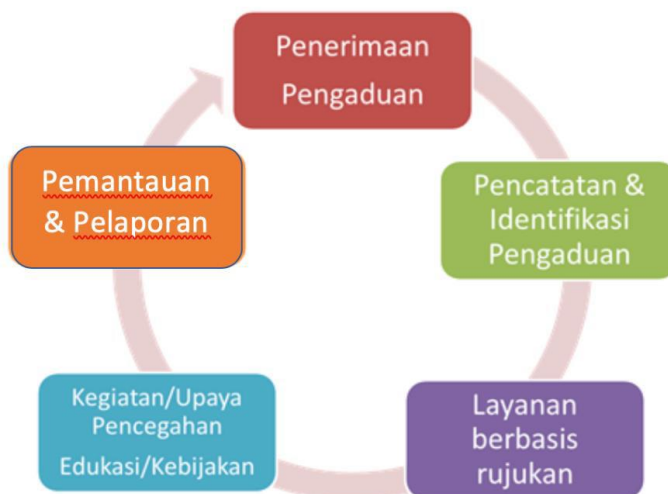 Penerimaan
Pengaduan
Pencatatan &
Identifikasi
Pengaduan
Layanan
berbasis
rujukan
Kegiatan/Upaya
Pencegahan
Edukasi/Kebijakan
Pemantauan
& Pelaporan